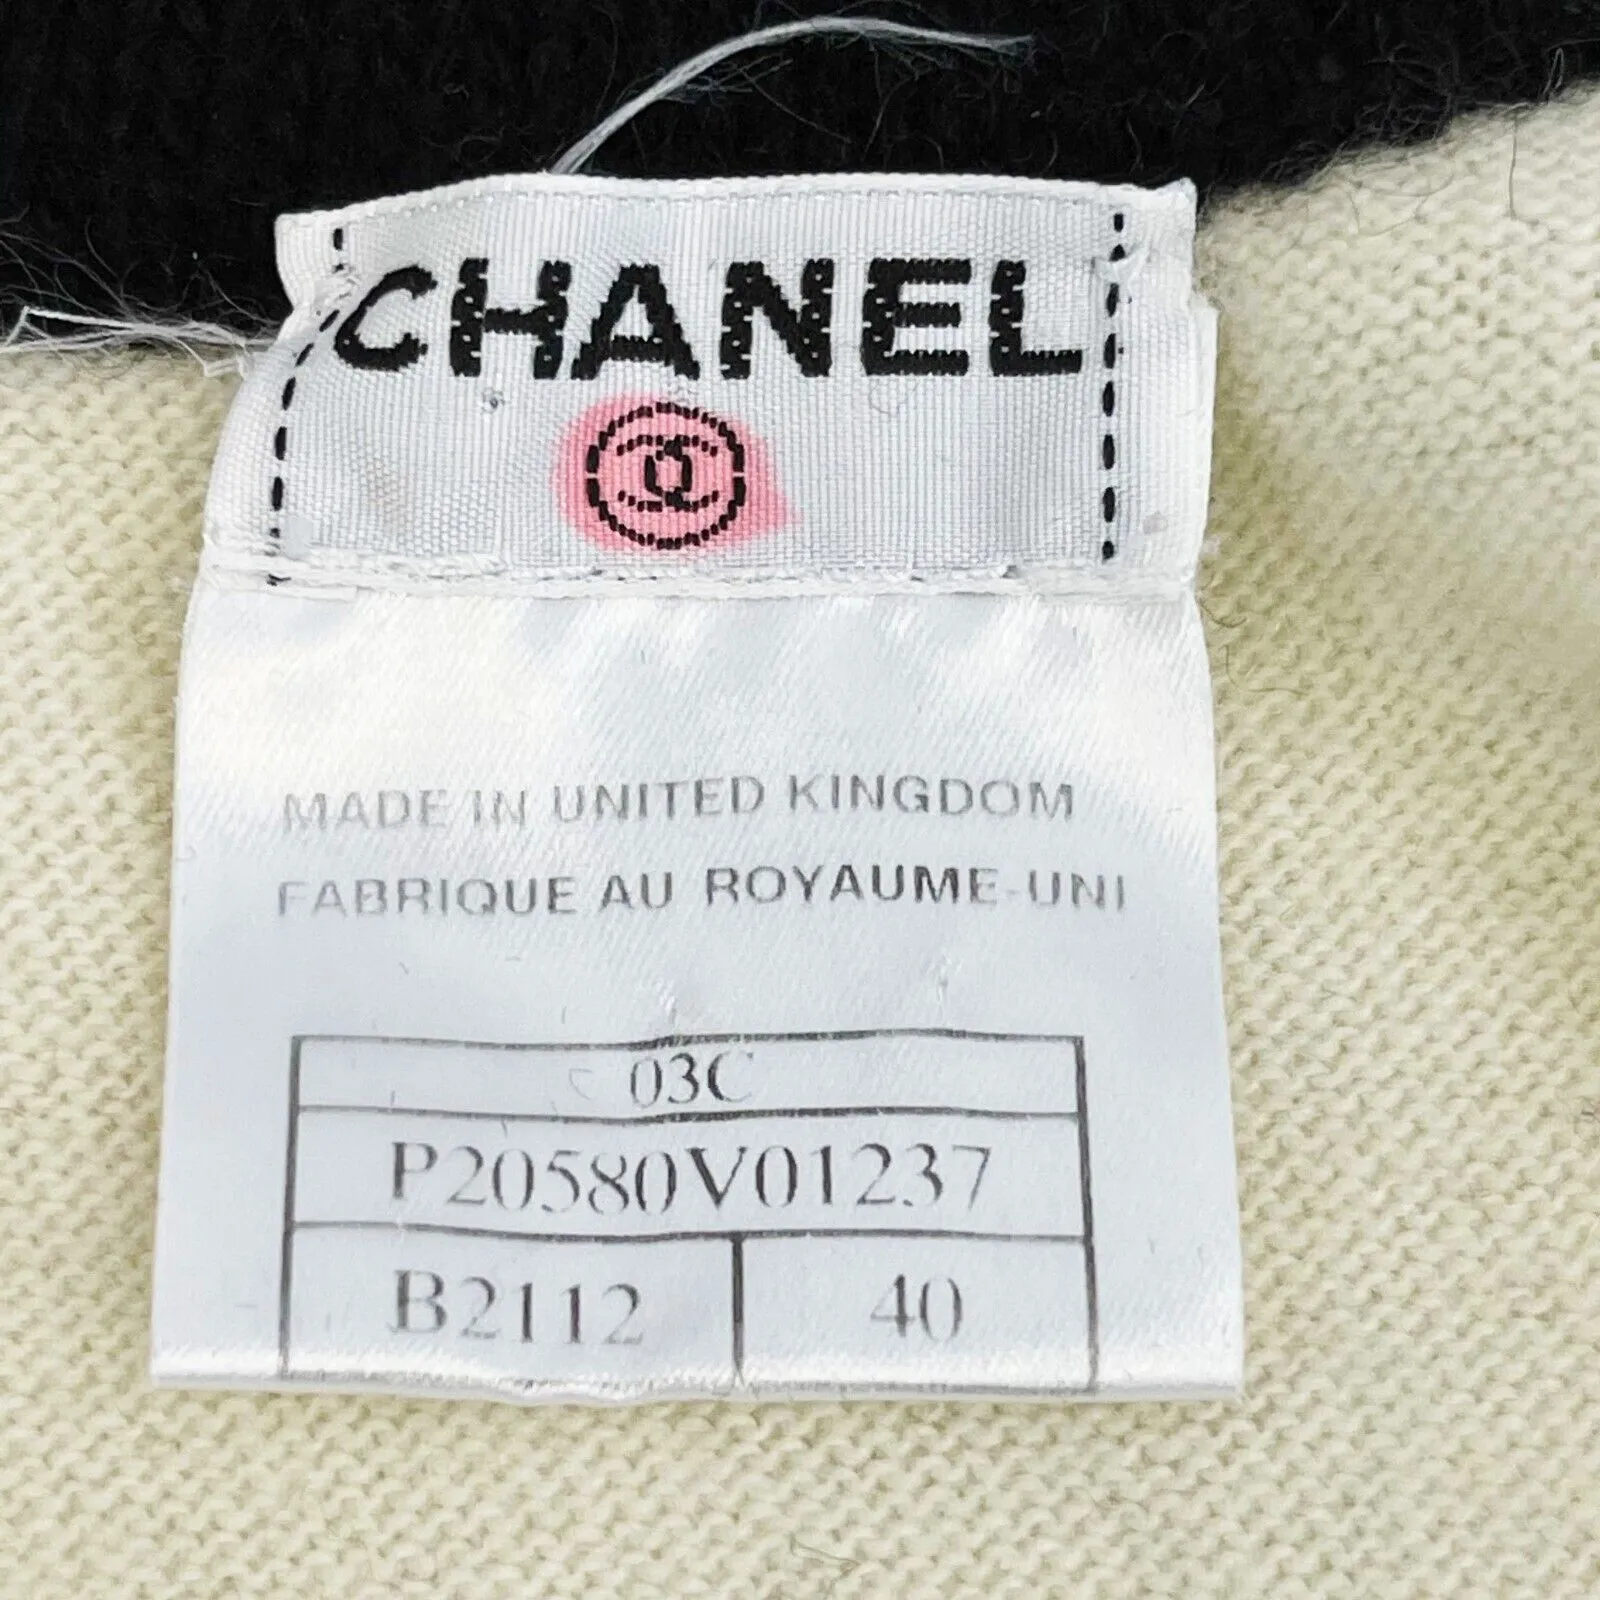 CHANEL
MADE IN UNITED KINGDOM
FABRIQUE AU ROYAUME-UNI
03C
P20580V01237
B2112 40